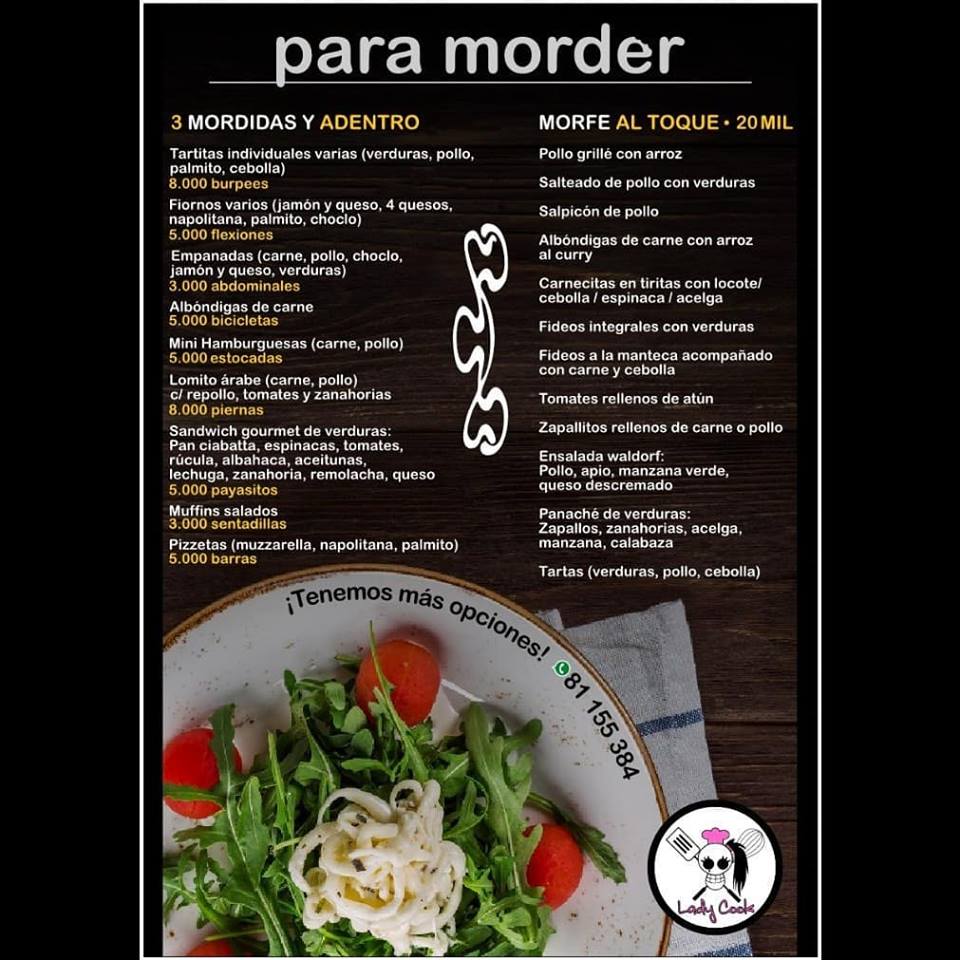 para morder
3 MORDIDAS Y ADENTRO
Tartitas individuales varias (verduras, pollo,
palmito, cebolla)
8.000 burpees
Fiornos varios (jamón y queso, 4 quesos,
napolitana, palmito, choclo)
5.000 flexiones
Empanadas (carne, pollo, choclo,
jamón y queso, verduras)
3.000 abdominales
Albóndigas de carne
5.000 bicicletas
Mini Hamburguesas (carne, pollo)
5.000 estocadas
Lomito árabe (carne, pollo)
c/ repollo, tomates y zanahorias
8.000 piernas
Sandwich gourmet de verduras:
Pan ciabatta, espinacas, tomates,
rúcula, albahaca, aceitunas,
lechuga, zanahoria, remolacha, queso
5.000 payasitos
Muffins salados
3.000 sentadillas
Pizzetas (muzzarella, napolitana, palmito)
5.000 barras
MORFE AL TOQUE • 20 MIL
Pollo grillé con arroz
Salteado de pollo con verduras
Salpicón de pollo
Albóndigas de carne con arroz
al curry
Carnecitas en tiritas con locote/
cebolla / espinaca / acelga
Fideos integrales con verduras
Fideos a la manteca acompañado
con carne y cebolla
Tomates rellenos de atún
Zapallitos rellenos de carne o pollo
Ensalada waldorf:
Pollo, apio, manzana verde,
queso descremado
Panaché de verduras:
Zapallos, zanahorias, acelga,
manzana, calabaza
Tartas (verduras, pollo, cebolla)
¡Tenemos más opciones! 81 155 384
Lady Cook